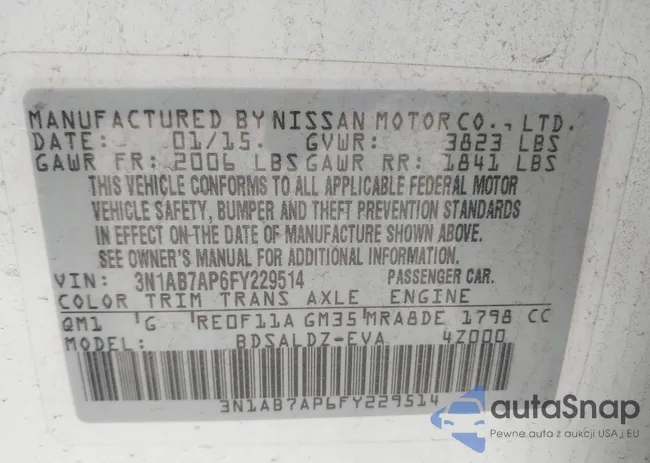 MANUFACTURED BY NISSAN MOTOR CO., LTD.
DATE: 01/15. GVWR: 3823 LBS
GAWR FR: 2006 LBS GAWR RR: 1841 LBS
THIS VEHICLE CONFORMS TO ALL APPLICABLE FEDERAL MOTOR
VEHICLE SAFETY, BUMPER AND THEFT PREVENTION STANDARDS
IN EFFECT ON THE DATE OF MANUFACTURE SHOWN ABOVE.
SEE OWNER'S MANUAL FOR ADDITIONAL INFORMATION.
VIN: 3N1AB7AP6FY229514 PASSENGER CAR.
COLOR TRIM TRANS AXLE ENGINE
QM1 G RE0F11A GM35 MRA8DE 1798 CC
MODEL: BDSALDZ-EVA 4Z000
3N1AB7AP6FY229514
autoSnap
Pewne auta z aukcji USA i EU